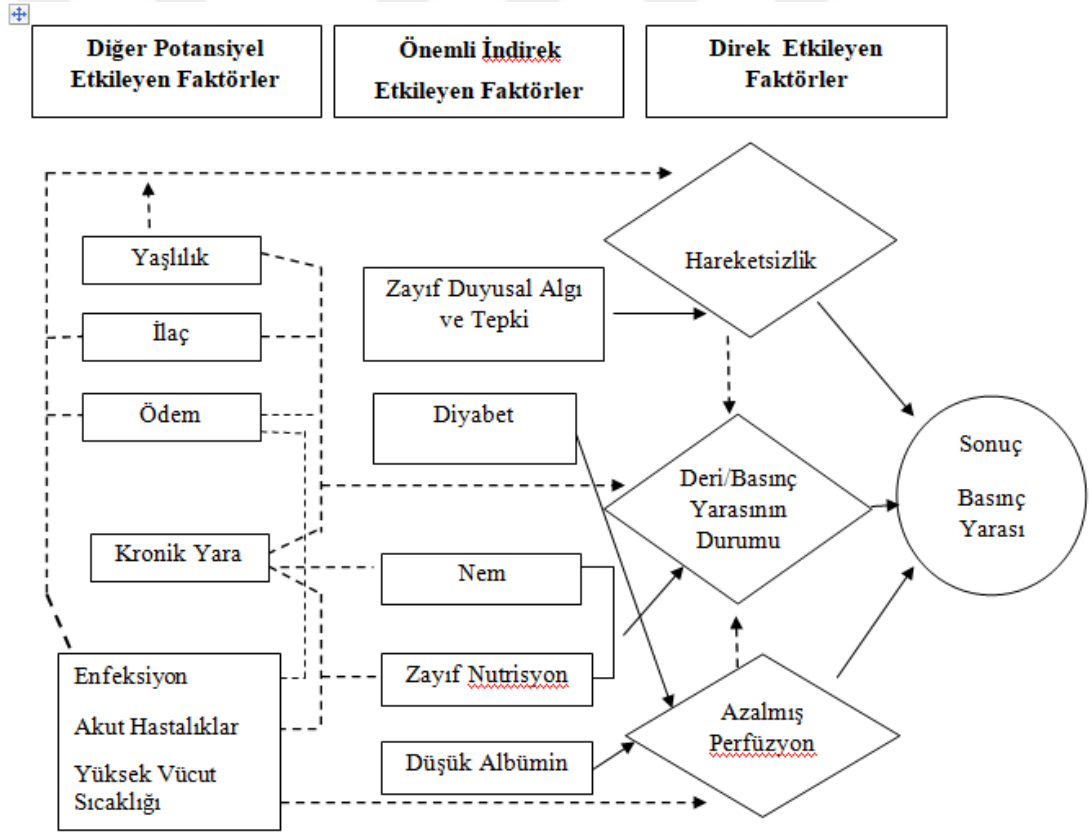 Diğer Potansiyel
Etkileyen Faktörler
Önemli İndirek
Etkileyen Faktörler
Direk Etkileyen
Faktörler
Yaşlılık
İlaç
Ödem
Kronik Yara
Enfeksiyon
Akut Hastalıklar
Yüksek Vücut
Sıcaklığı
Zayıf Duyusal Algı
ve Tepki
Diyabet
Nem
Zayıf Nutrisyon
Düşük Albümin
Hareketsizlik
Deri/Basınç
Yarasının
Durumu
Azalmış
Perfüzyon
Sonuç
Basınç
Yarası